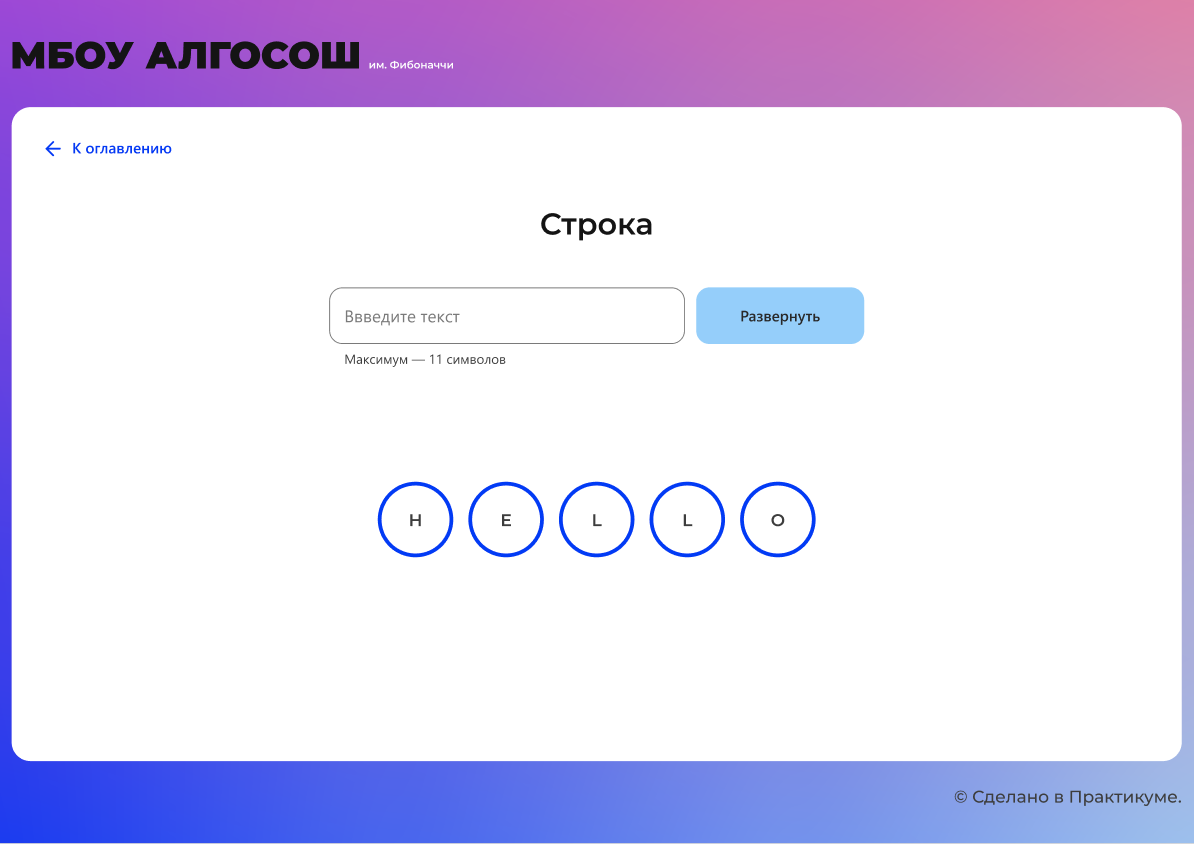 МБОУ АЛГОСОШ им. Фибоначчи
К оглавлению
Строка
Ввведите текст
Развернуть
Максимум — 11 символов
H E L L O
© Сделано в Практикуме.